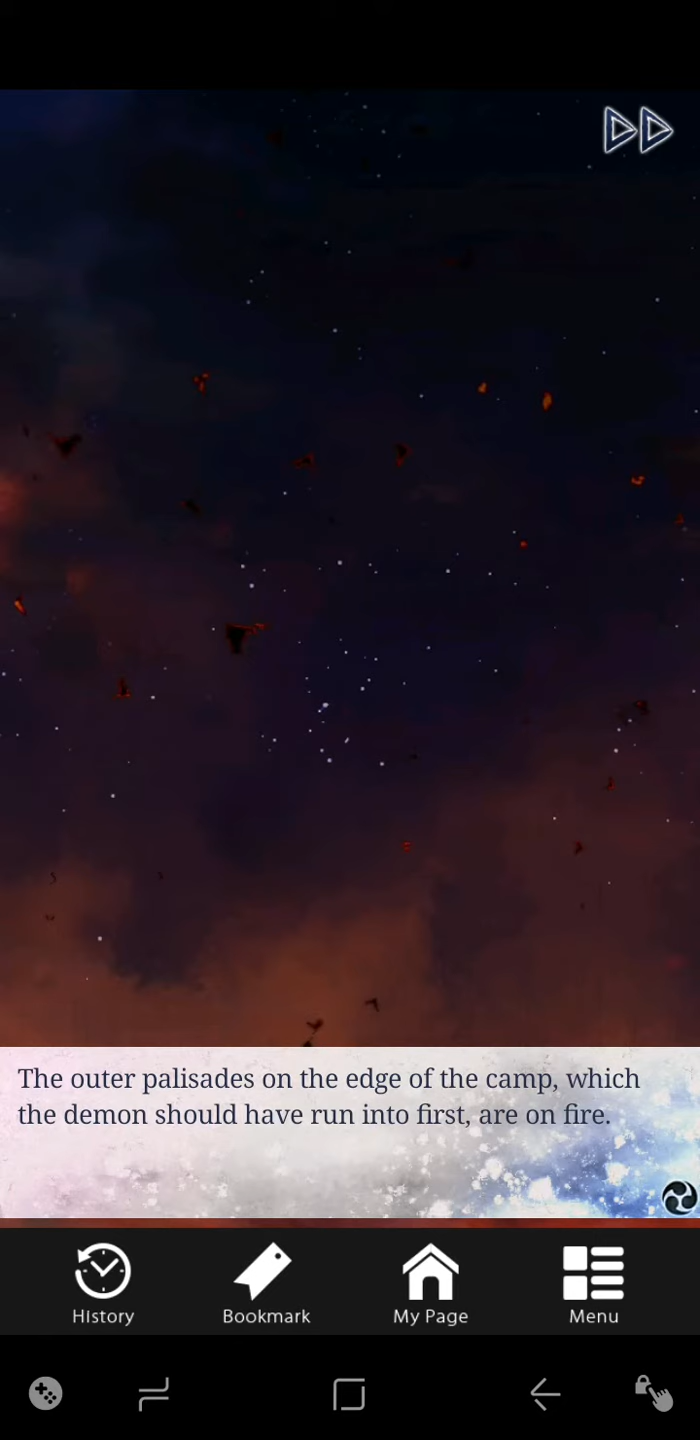 The outer palisades on the edge of the camp, which
the demon should have run into first, are on fire.
History
Bookmark
My Page
Menu